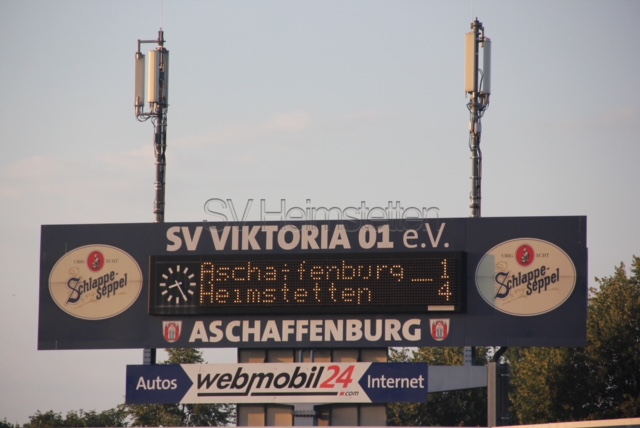 SV Heimstetten
SV VIKTORIA 01 e.V.
Schlappe-seppel
Aschaffenburg _ 1
Heimstetten 4
Schlappe-seppel
ASCHAFFENBURG
Autos webmobil24.com Internet